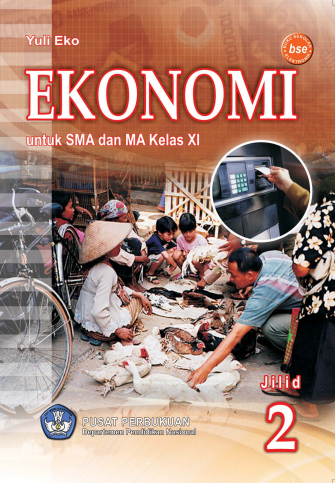 Yuli Eko
bse
EKONOMI
untuk SMA dan MA Kelas XI
Jilid
2
PUSAT PERBUKUAN
Departemen Pendidikan Nasional